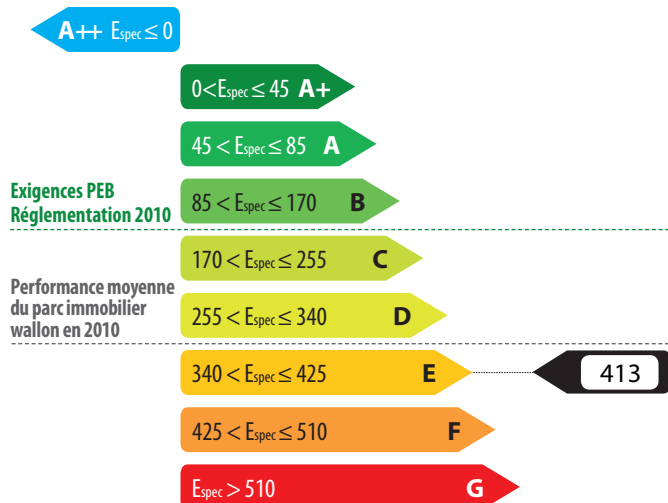 A++ Espec ≤ 0
0 < Espec ≤ 45 A+
45 < Espec ≤ 85 A
Exigences PEB
Réglementation 2010
85 < Espec ≤ 170 B
170 < Espec ≤ 255 C
Performance moyenne
du parc immobilier
wallon en 2010
255 < Espec ≤ 340 D
340 < Espec ≤ 425 E
413
425 < Espec ≤ 510 F
Espec > 510 G